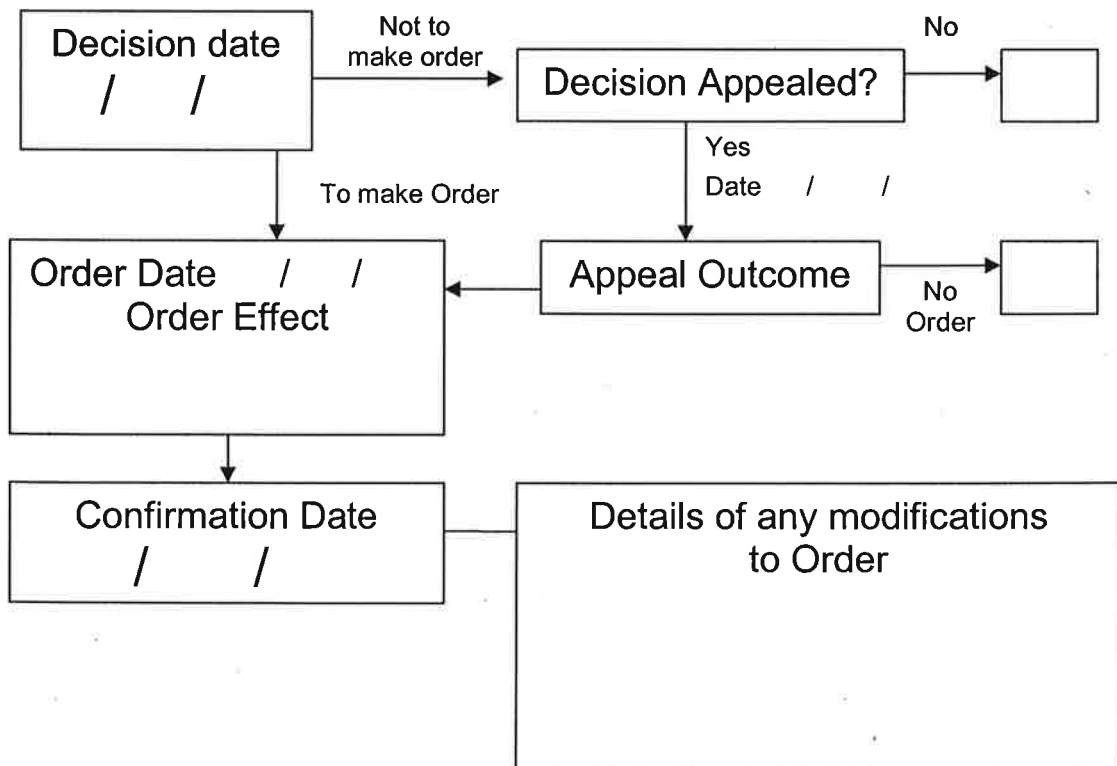 Decision date
/ /
Not to
make order
Decision Appealed?
No
To make Order
Yes
Date / /
Order Date / /
Order Effect
Appeal Outcome
No
Order
Confirmation Date
/ /
Details of any modifications
to Order